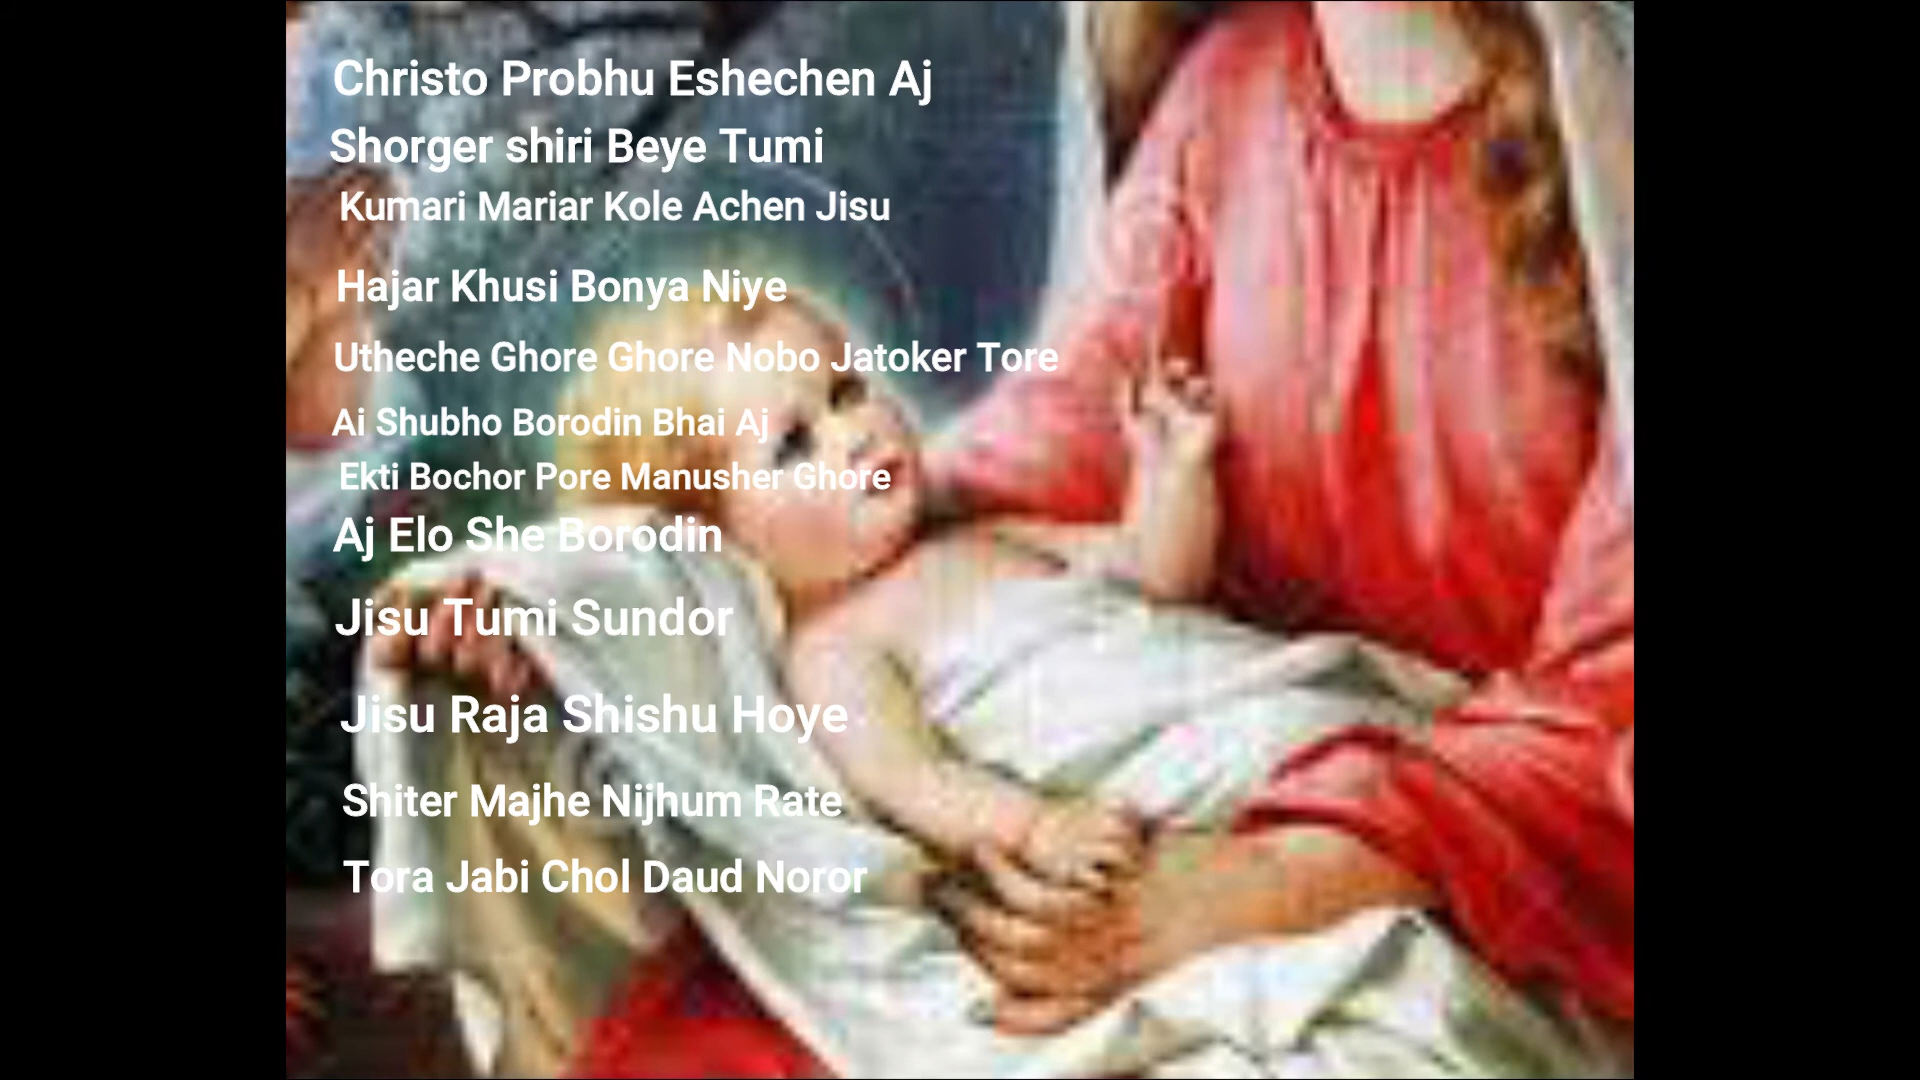 Christo Probhu Eshechen Aj
Shorger shiri Beye Tumi
Kumari Mariar Kole Achen Jisu
Hajar Khusi Bonya Niye
Utheche Ghore Ghore Nobo Jatoker Tore
Ai Shubho Borodin Bhai Aj
Ekti Bochor Pore Manusher Ghore
Aj Elo She Borodin
Jisu Tumi Sundor
Jisu Raja Shishu Hoye
Shiter Majhe Nijhum Rate
Tora Jabi Chol Daud Noror